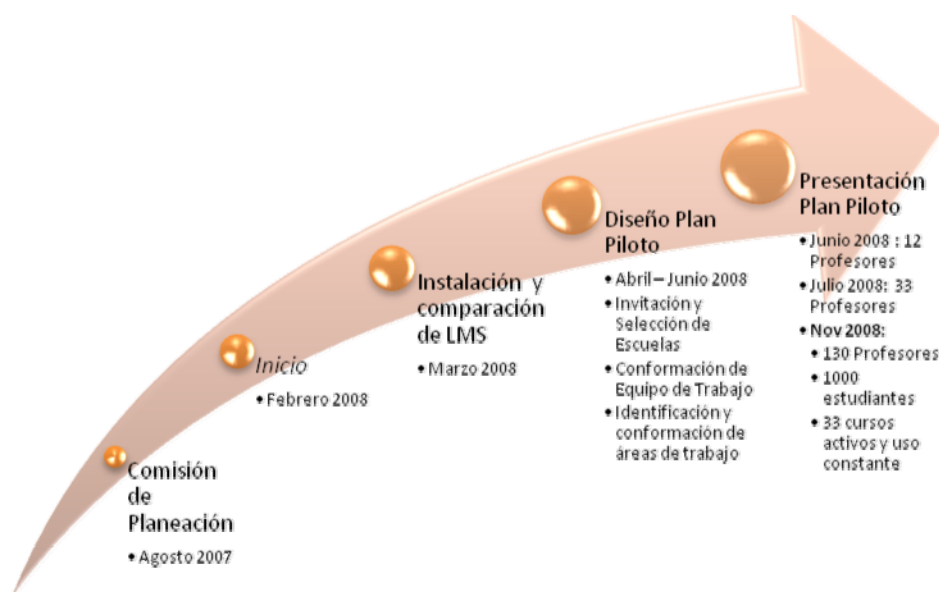 Comisión
de
Planeación
• Agosto 2007
Inicio
• Febrero 2008
Instalación y
comparación
de LMS
• Marzo 2008
Diseño Plan
Piloto
• Abril – Junio 2008
• Invitación y
Selección de
Escuelas
• Conformación de
Equipo de Trabajo
• Identificación y
conformación de
áreas de trabajo
Presentación
Plan Piloto
• Junio 2008 : 12
Profesores
• Julio 2008: 33
Profesores
• Nov 2008:
• 130 Profesores
• 1000
estudiantes
• 33 cursos
activos y uso
constante